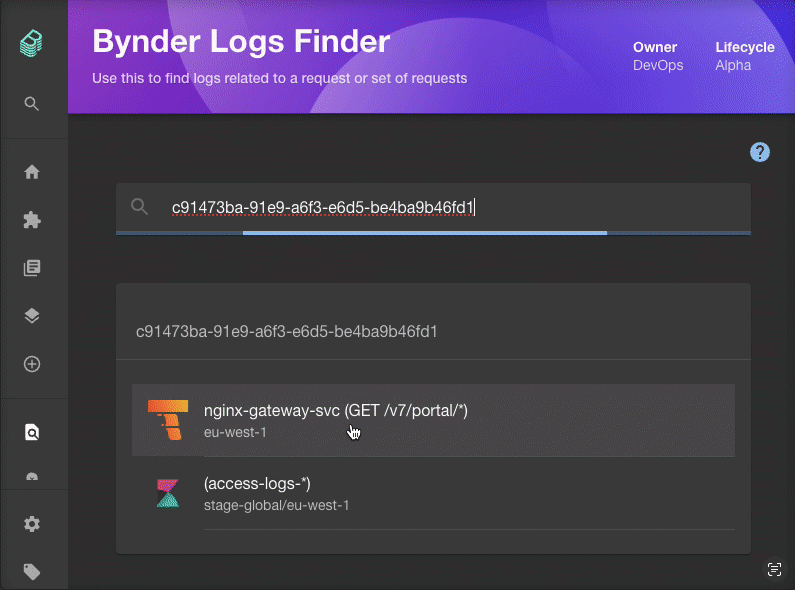 Bynder Logs Finder
Use this to find logs related to a request or set of requests
Owner
DevOps
Lifecycle
Alpha
?
c91473ba-91e9-a6f3-e6d5-be4ba9b46fd1
c91473ba-91e9-a6f3-e6d5-be4ba9b46fd1
nginx-gateway-svc (GET /v7/portal/*)
eu-west-1
(access-logs-*)
stage-global/eu-west-1